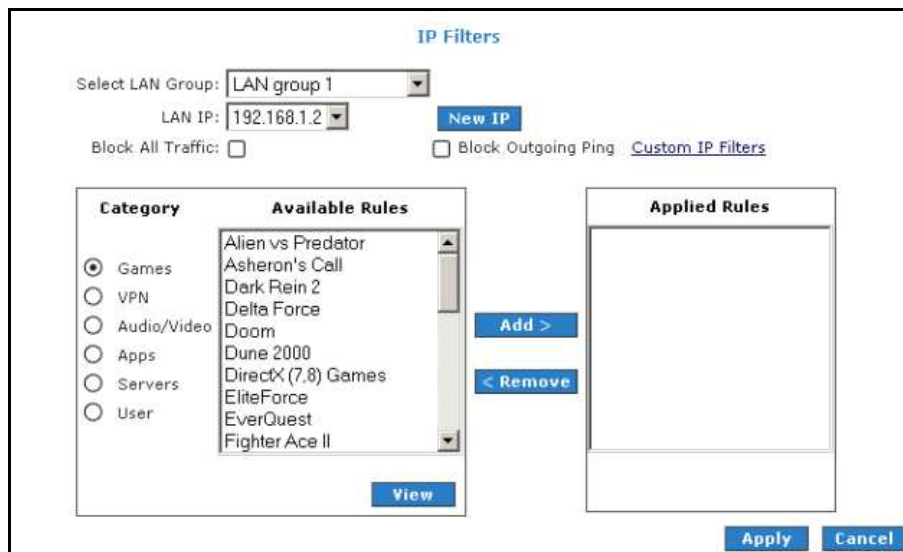 IP Filters
Select LAN Group: LAN group 1
LAN IP: 192.168.1.2 New IP
Block All Traffic: Block Outgoing Ping Custom IP Filters
Category Available Rules
Games
VPN
Audio/Video
Apps
Servers
User
Alien vs Predator
Asheron's Call
Dark Rein 2
Delta Force
Doom
Dune 2000
DirectX (7,8) Games
EliteForce
EverQuest
Fighter Ace II
View
Add >
< Remove
Applied Rules
Apply Cancel